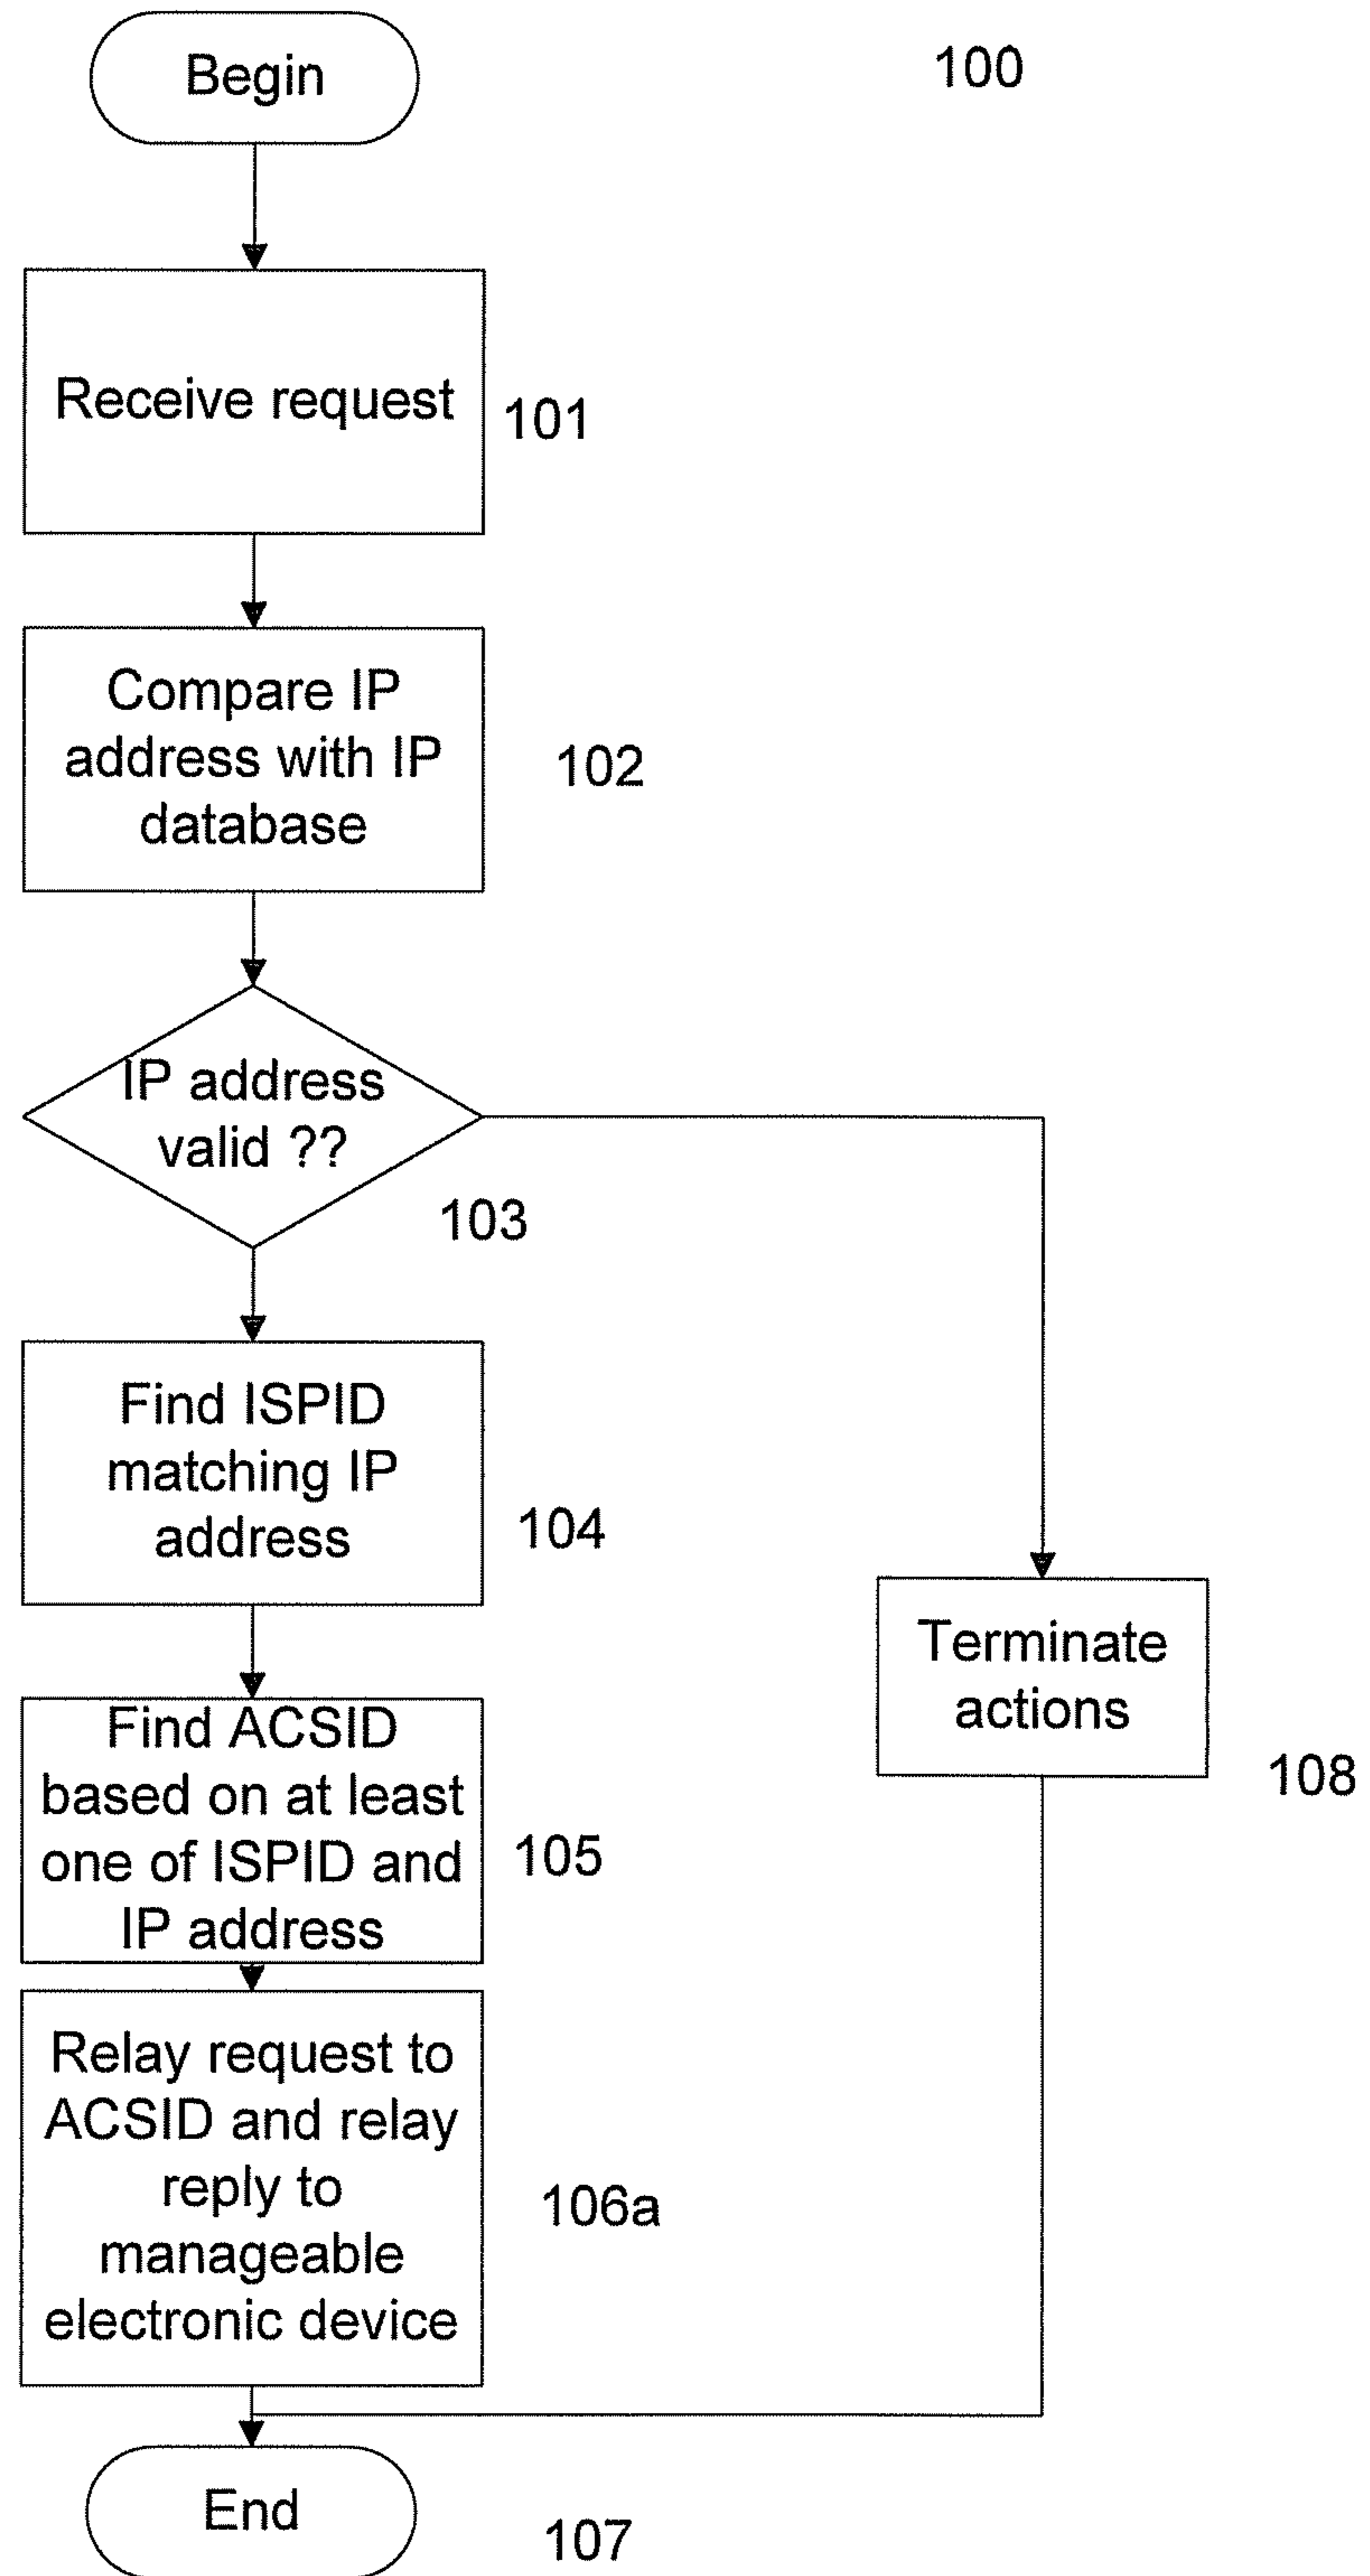 Begin
100
Receive request
101
Compare IP
address with IP
database
102
IP address
valid ??
103
Find ISPID
matching IP
address
104
Terminate
actions
108
Find ACSID
based on at least
one of ISPID and
IP address
105
Relay request to
ACSID and relay
reply to
manageable
electronic device
106a
End
107